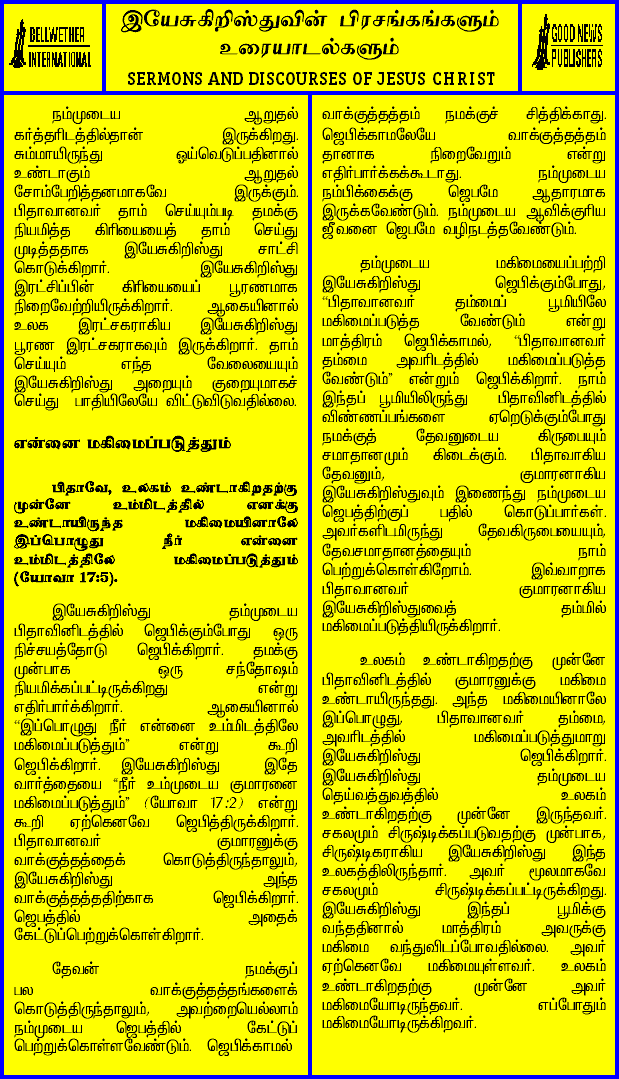 BELLWETHER
INTERNATIONAL
இயேசுகிறிஸ்துவின் பிரசங்கங்களும்
உரையாடல்களும்
SERMONS AND DISCOURSES OF JESUS CHRIST
GOOD NEWS
PUBLISHERS
நம்முடைய ஆறுதல்
கர்த்தரிடத்தில்தான் இருக்கிறது.
சும்மாயிருந்து ஓய்வெடுப்பதினால்
உண்டாகும் ஆறுதல்
சோம்பேறித்தனமாகவே இருக்கும்.
பிதாவானவர் தாம் செய்யும்படி தமக்கு
நியமித்த கிரியையைத் தாம் செய்து
முடித்ததாக இயேசுகிறிஸ்து சாட்சி
கொடுக்கிறார். இயேசுகிறிஸ்து
இரட்சிப்பின் கிரியையைப் பூரணமாக
நிறைவேற்றியிருக்கிறார். ஆகையினால்
உலக இரட்சகராகிய இயேசுகிறிஸ்து
பூரண இரட்சகராகவும் இருக்கிறார். தாம்
செய்யும் எந்த வேலையையும்
இயேசுகிறிஸ்து அறையும் குறையுமாகச்
செய்து பாதியிலேயே விட்டுவிடுவதில்லை.
என்னை மகிமைப்படுத்தும்
பிதாவே, உலகம் உண்டாகிறதற்கு
முன்னே உம்மிடத்தில் எனக்கு
உண்டாயிருந்த மகிமையினாலே
இப்பொழுது நீர் என்னை
உம்மிடத்திலே மகிமைப்படுத்தும்
(யோவா 17:5).
இயேசுகிறிஸ்து தம்முடைய
பிதாவினிடத்தில் ஜெபிக்கும்போது ஒரு
நிச்சயத்தோடு ஜெபிக்கிறார். தமக்கு
முன்பாக ஒரு சந்தோஷம்
நியமிக்கப்பட்டிருக்கிறது என்று
எதிர்பார்க்கிறார். ஆகையினால்
“இப்பொழுது நீர் என்னை உம்மிடத்திலே
மகிமைப்படுத்தும்” என்று கூறி
ஜெபிக்கிறார். இயேசுகிறிஸ்து இதே
வார்த்தையை “நீர் உம்முடைய குமாரனை
மகிமைப்படுத்தும்” (யோவா 17:2) என்று
கூறி ஏற்கெனவே ஜெபித்திருக்கிறார்.
பிதாவானவர் குமாரனுக்கு
வாக்குத்தத்தைக் கொடுத்திருந்தாலும்,
இயேசுகிறிஸ்து அந்த
வாக்குத்தத்ததிற்காக ஜெபிக்கிறார்.
ஜெபத்தில் அதைக்
கேட்டுப்பெற்றுக்கொள்கிறார்.
தேவன் நமக்குப்
பல வாக்குத்தத்தங்களைக்
கொடுத்திருந்தாலும், அவற்றையெல்லாம்
நம்முடைய ஜெபத்தில் கேட்டுப்
பெற்றுக்கொள்ளவேண்டும். ஜெபிக்காமல்
வாக்குத்தத்தம் நமக்குச் சித்திக்காது.
ஜெபிக்காமலேயே வாக்குத்தத்தம்
தானாக நிறைவேறும் என்று
எதிர்பார்க்கக்கூடாது. நம்முடைய
நம்பிக்கைக்கு ஜெபமே ஆதாரமாக
இருக்கவேண்டும். நம்முடைய ஆவிக்குரிய
ஜீவனை ஜெபமே வழிநடத்தவேண்டும்.
தம்முடைய மகிமையைப்பற்றி
இயேசுகிறிஸ்து ஜெபிக்கும்போது,
“பிதாவானவர் தம்மைப் பூமியிலே
மகிமைப்படுத்த வேண்டும் என்று
மாத்திரம் ஜெபிக்காமல், “பிதாவானவர்
தம்மை அவரிடத்தில் மகிமைப்படுத்த
வேண்டும்” என்றும் ஜெபிக்கிறார். நாம்
இந்தப் பூமியிலிருந்து பிதாவினிடத்தில்
விண்ணப்பங்களை ஏறெடுக்கும்போது
நமக்குத் தேவனுடைய கிருபையும்
சமாதானமும் கிடைக்கும். பிதாவாகிய
தேவனும், குமாரனாகிய
இயேசுகிறிஸ்துவும் இணைந்து நம்முடைய
ஜெபத்திற்குப் பதில் கொடுப்பார்கள்.
அவர்களிடமிருந்து தேவகிருபையையும்,
தேவசமாதானத்தையும் நாம்
பெற்றுக்கொள்கிறோம். இவ்வாறாக
பிதாவானவர் குமாரனாகிய
இயேசுகிறிஸ்துவைத் தம்மில்
மகிமைப்படுத்தியிருக்கிறார்.
உலகம் உண்டாகிறதற்கு முன்னே
பிதாவினிடத்தில் குமாரனுக்கு மகிமை
உண்டாயிருந்தது. அந்த மகிமையினாலே
இப்பொழுது, பிதாவானவர் தம்மை,
அவரிடத்தில் மகிமைப்படுத்துமாறு
இயேசுகிறிஸ்து ஜெபிக்கிறார்.
இயேசுகிறிஸ்து தம்முடைய
தெய்வத்துவத்தில் உலகம்
உண்டாகிறதற்கு முன்னே இருந்தவர்.
சகலமும் சிருஷ்டிக்கப்படுவதற்கு முன்பாக,
சிருஷ்டிகராகிய இயேசுகிறிஸ்து இந்த
உலகத்திலிருந்தார். அவர் மூலமாகவே
சகலமும் சிருஷ்டிக்கப்பட்டிருக்கிறது.
இயேசுகிறிஸ்து இந்தப் பூமிக்கு
வந்ததினால் மாத்திரம் அவருக்கு
மகிமை வந்துவிடப்போவதில்லை. அவர்
ஏற்கெனவே மகிமையுள்ளவர். உலகம்
உண்டாகிறதற்கு முன்னே அவர்
மகிமையோடிருந்தவர். எப்போதும்
மகிமையோடிருக்கிறவர்.